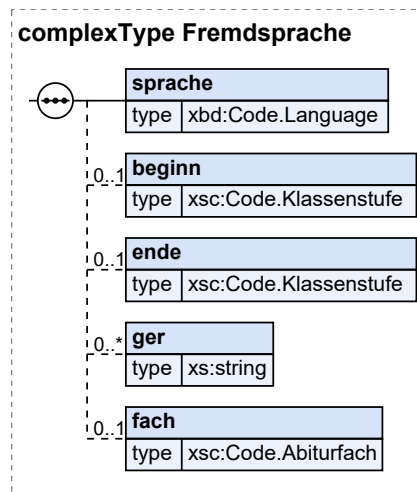 complexType Fremdsprache
sprache
type xbd:Code.Language
0..1 beginn
type xsc:Code.Klassenstufe
0..1 ende
type xsc:Code.Klassenstufe
0..* ger
type xs:string
0..1 fach
type xsc:Code.Abiturfach